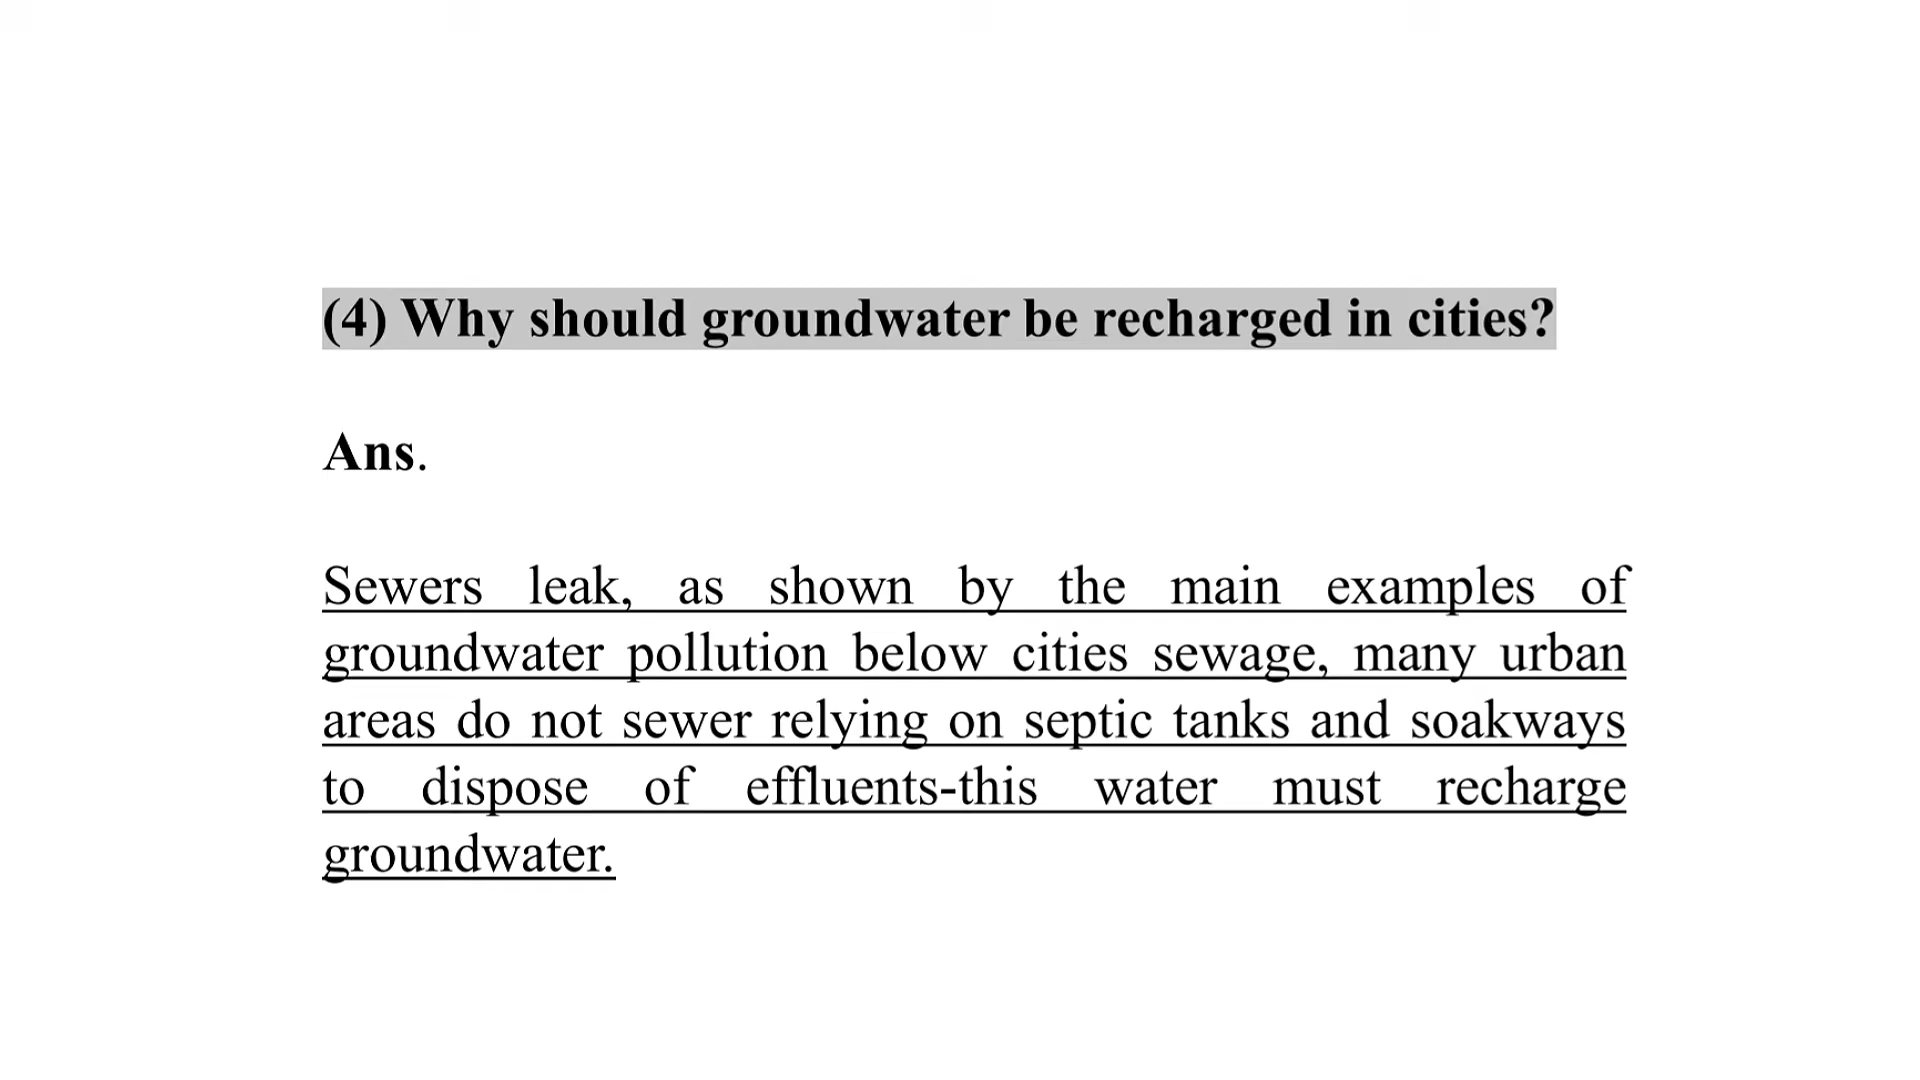 (4) Why should groundwater be recharged in cities?
Ans.
Sewers leak, as shown by the main examples of
groundwater pollution below cities sewage, many urban
areas do not sewer relying on septic tanks and soakways
to dispose of effluents-this water must recharge
groundwater.